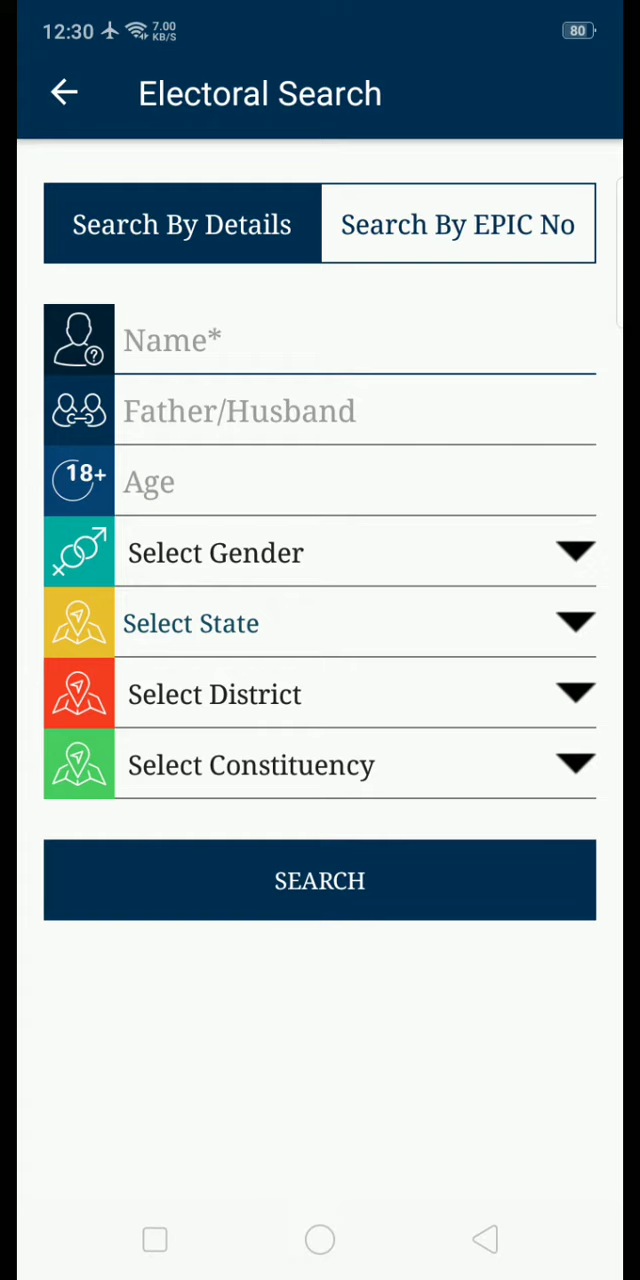 12:30 7.00 KB/S 80
Electoral Search
Search By Details Search By EPIC No
Name*
Father/Husband
18+ Age
Select Gender
Select State
Select District
Select Constituency
SEARCH